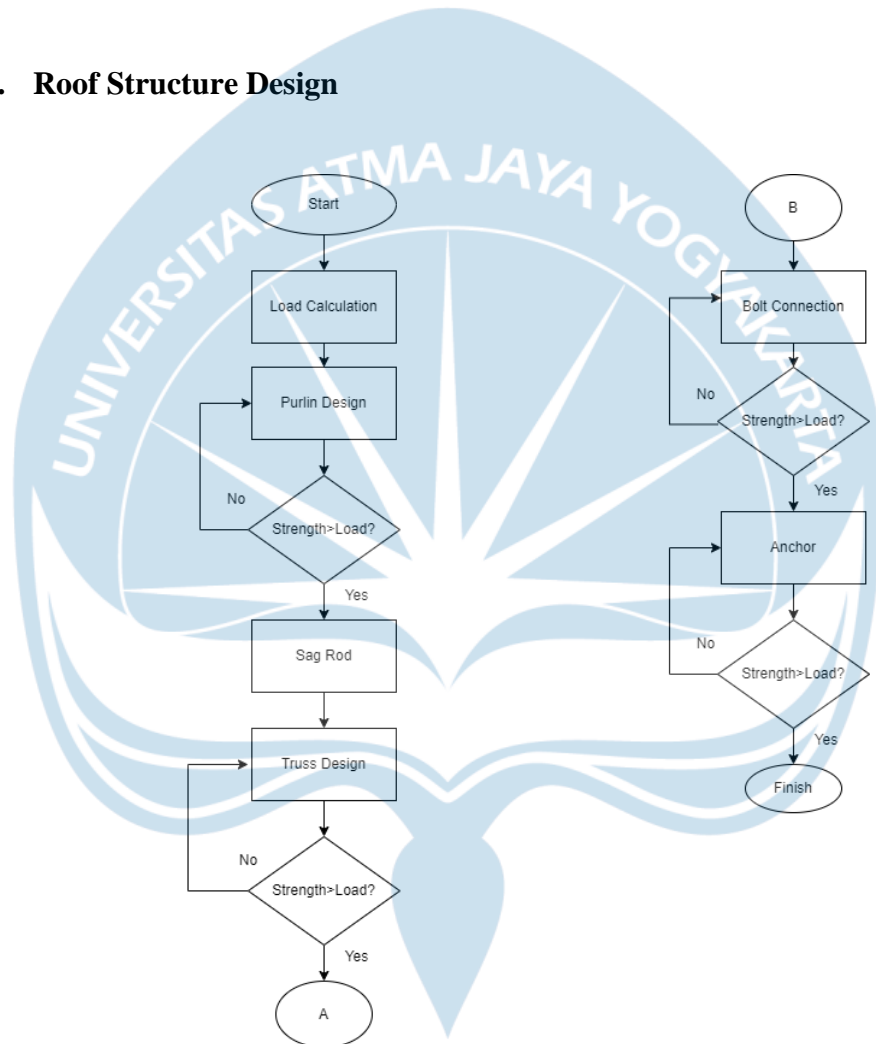 . Roof Structure Design
UNIVERSITAS ATMA JAYA YOGYAKARTA
Start
Load Calculation
Purlin Design
No
Strength>Load?
Yes
Sag Rod
Truss Design
No
Strength>Load?
Yes
A
B
Bolt Connection
No
Strength>Load?
Yes
Anchor
No
Strength>Load?
Yes
Finish